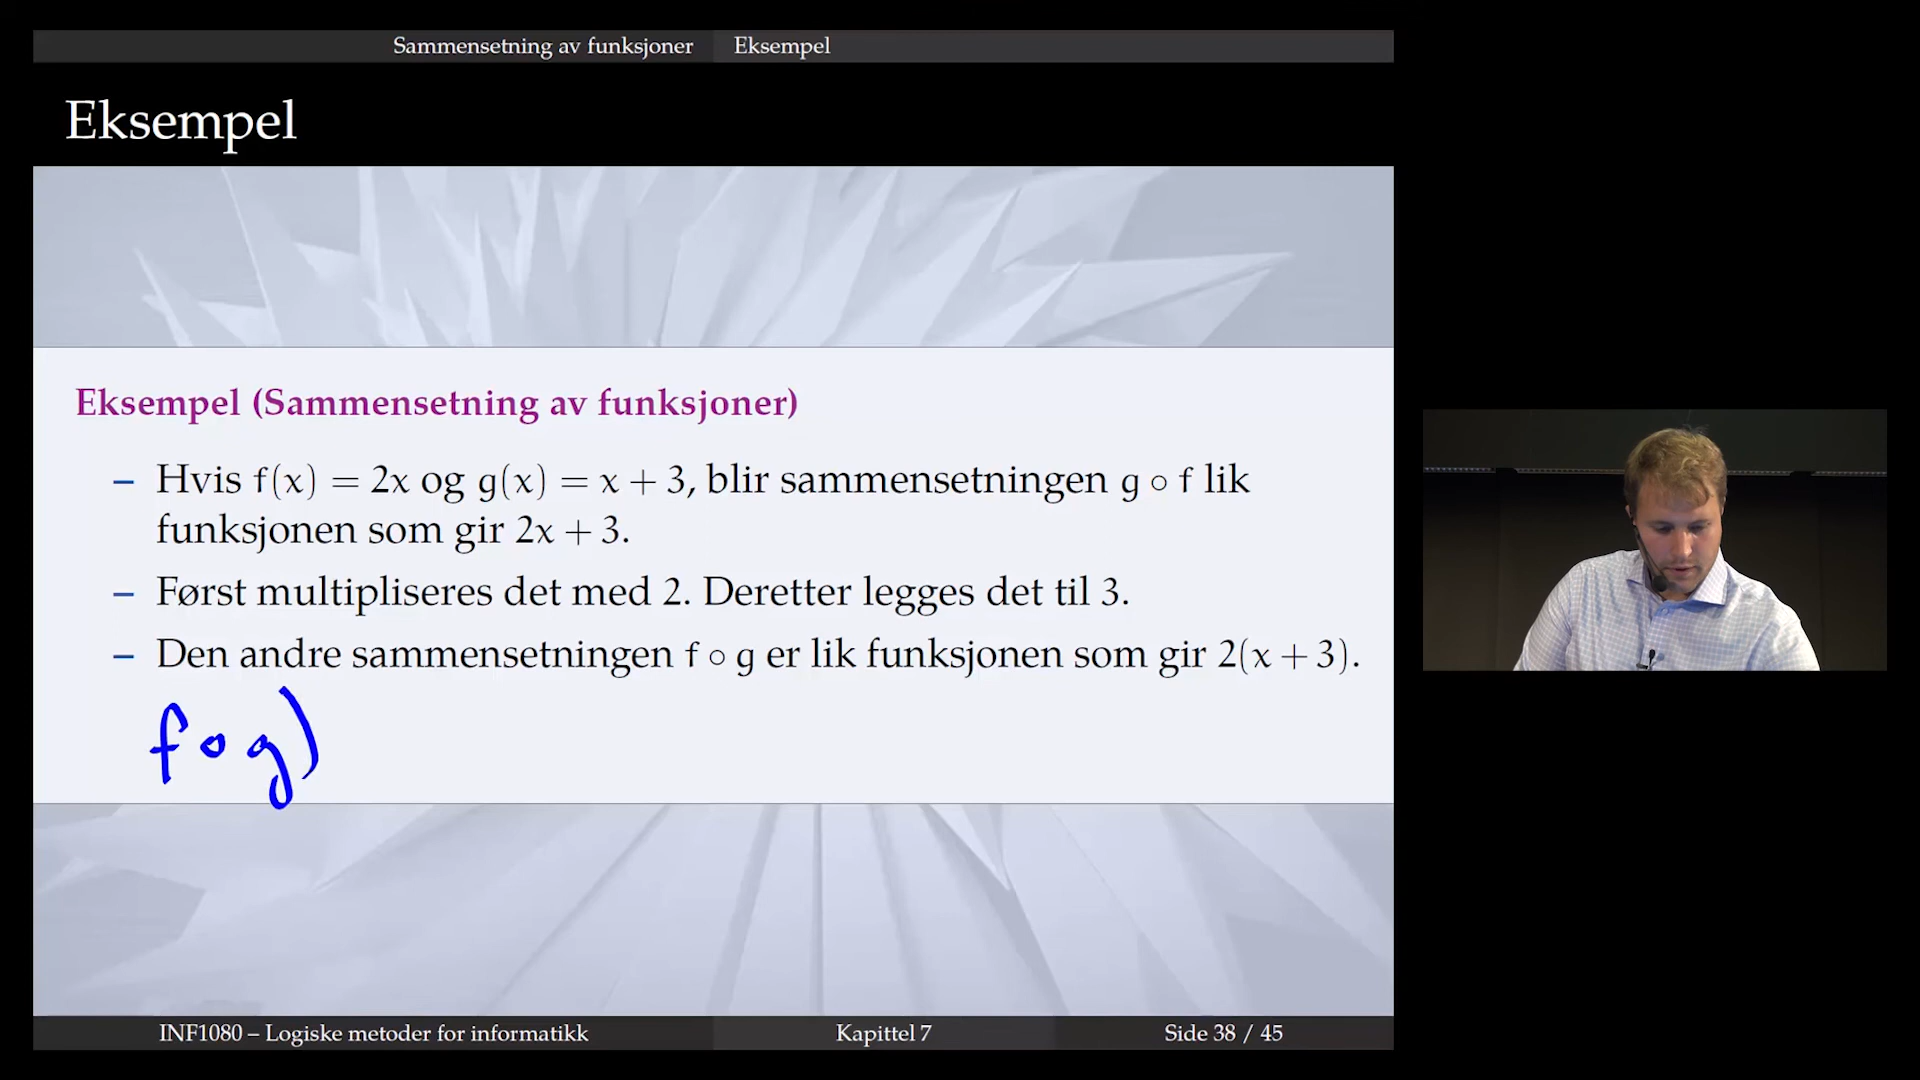 Sammensetning av funksjoner Eksempel
Eksempel
Eksempel (Sammensetning av funksjoner)
– Hvis f(x) = 2x og g(x) = x + 3, blir sammensetningen g ∘ f lik
funksjonen som gir 2x + 3.
– Først multipliseres det med 2. Deretter legges det til 3.
– Den andre sammensetningen f ∘ g er lik funksjonen som gir 2(x + 3).
f ∘ g)
INF1080 – Logiske metoder for informatikk Kapittel 7 Side 38 / 45